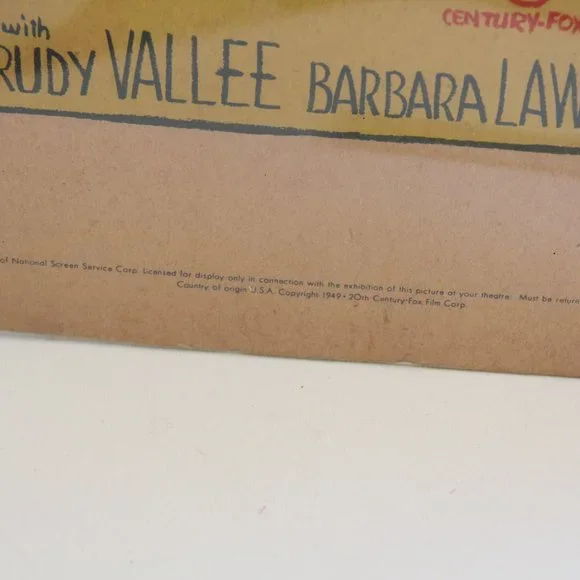 with
CENTURY-FOX
RUDY VALLEE BARBARA LAW
of National Screen Service Corp. Licensed for display only in connection with the exhibition of this picture at your theatre. Must be return
Country of origin U.S.A. Copyright 1949 • 20th Century-Fox Film Corp.